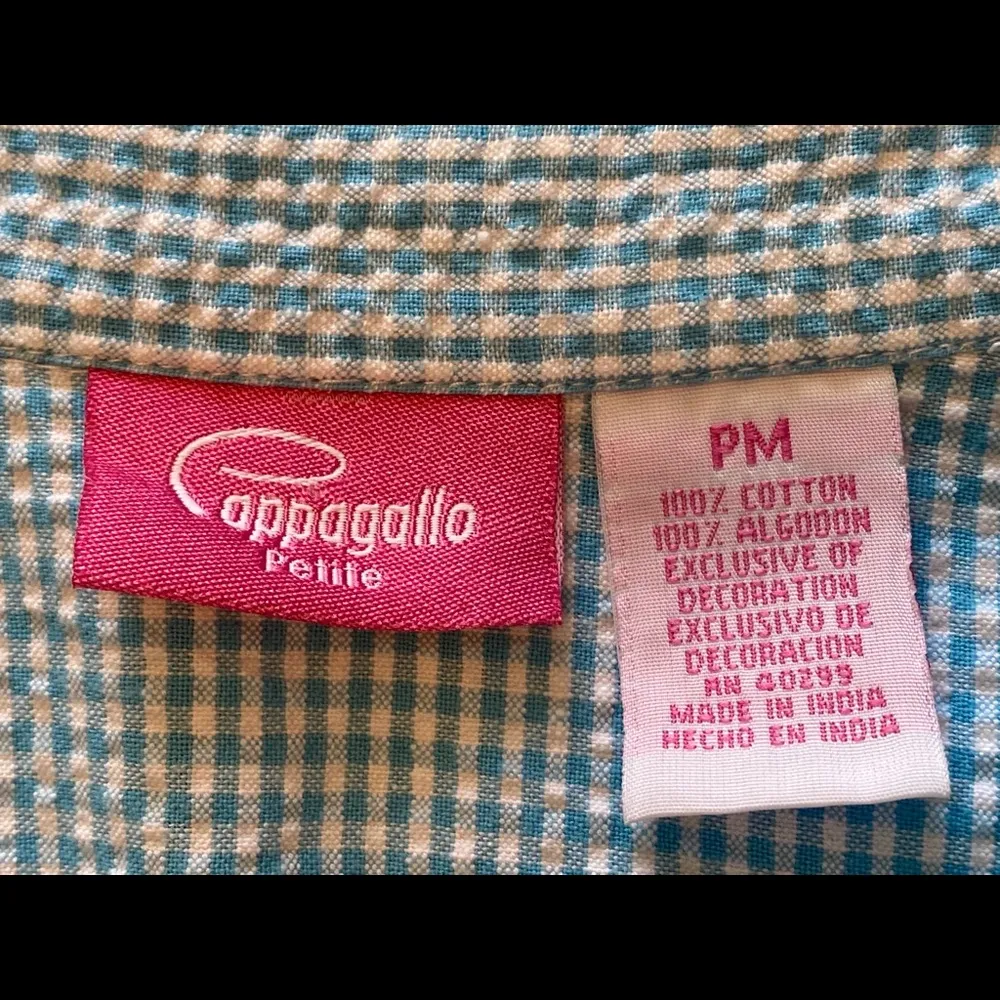 Pappagallo
Petite
PM
100% COTTON
100% ALGODON
EXCLUSIVE OF
DECORATION
EXCLUSIVO DE
DECORACION
RN 40299
MADE IN INDIA
HECHO EN INDIA